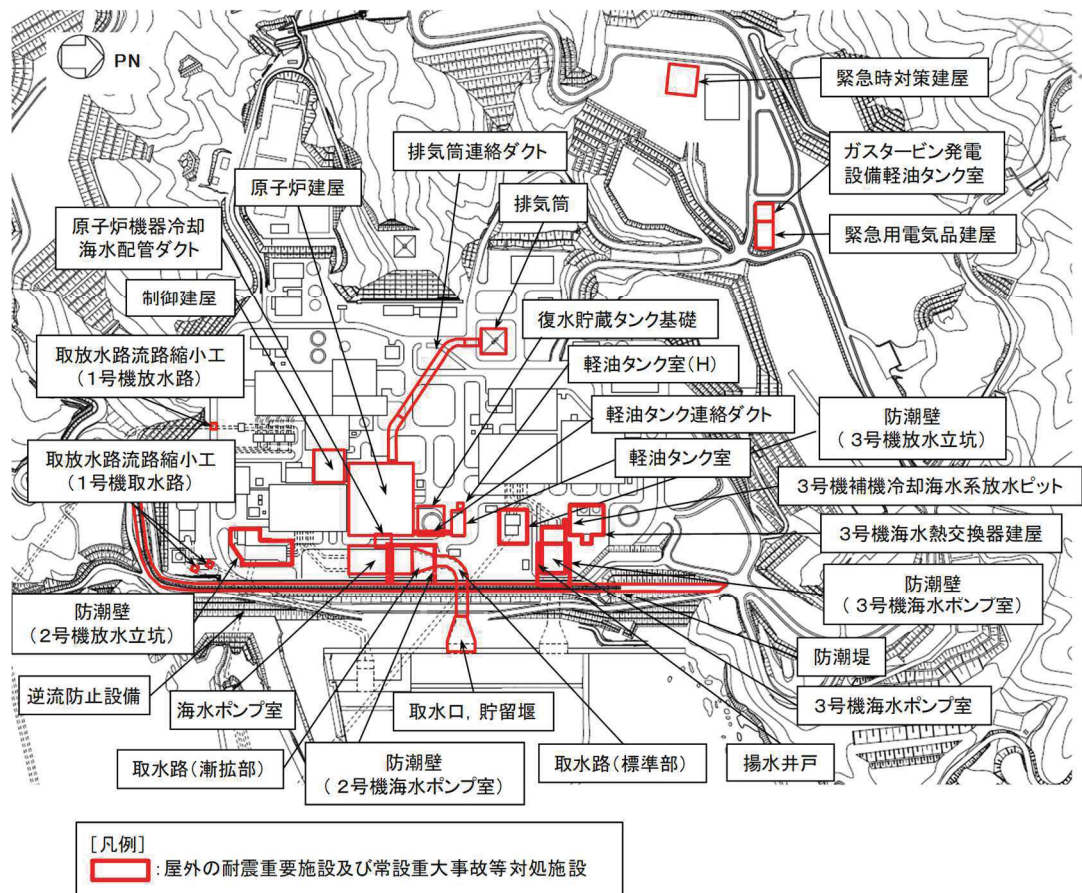 PN
緊急時対策建屋
ガスタービン発電
設備軽油タンク室
緊急用電気品建屋
排気筒連絡ダクト
原子炉建屋
排気筒
原子炉機器冷却
海水配管ダクト
制御建屋
復水貯蔵タンク基礎
取放水路流路縮小工
(1号機放水路)
軽油タンク室(H)
軽油タンク連絡ダクト
防潮壁
(3号機放水立坑)
取放水路流路縮小工
(1号機取水路)
軽油タンク室
3号機補機冷却海水系放水ピット
3号機海水熱交換器建屋
防潮壁
(2号機放水立坑)
防潮壁
(3号機海水ポンプ室)
防潮堤
逆流防止設備
海水ポンプ室
取水口,貯留堰
3号機海水ポンプ室
取水路(漸拡部)
防潮壁
(2号機海水ポンプ室)
取水路(標準部)
揚水井戸
[凡例]
:屋外の耐震重要施設及び常設重大事故等対処施設